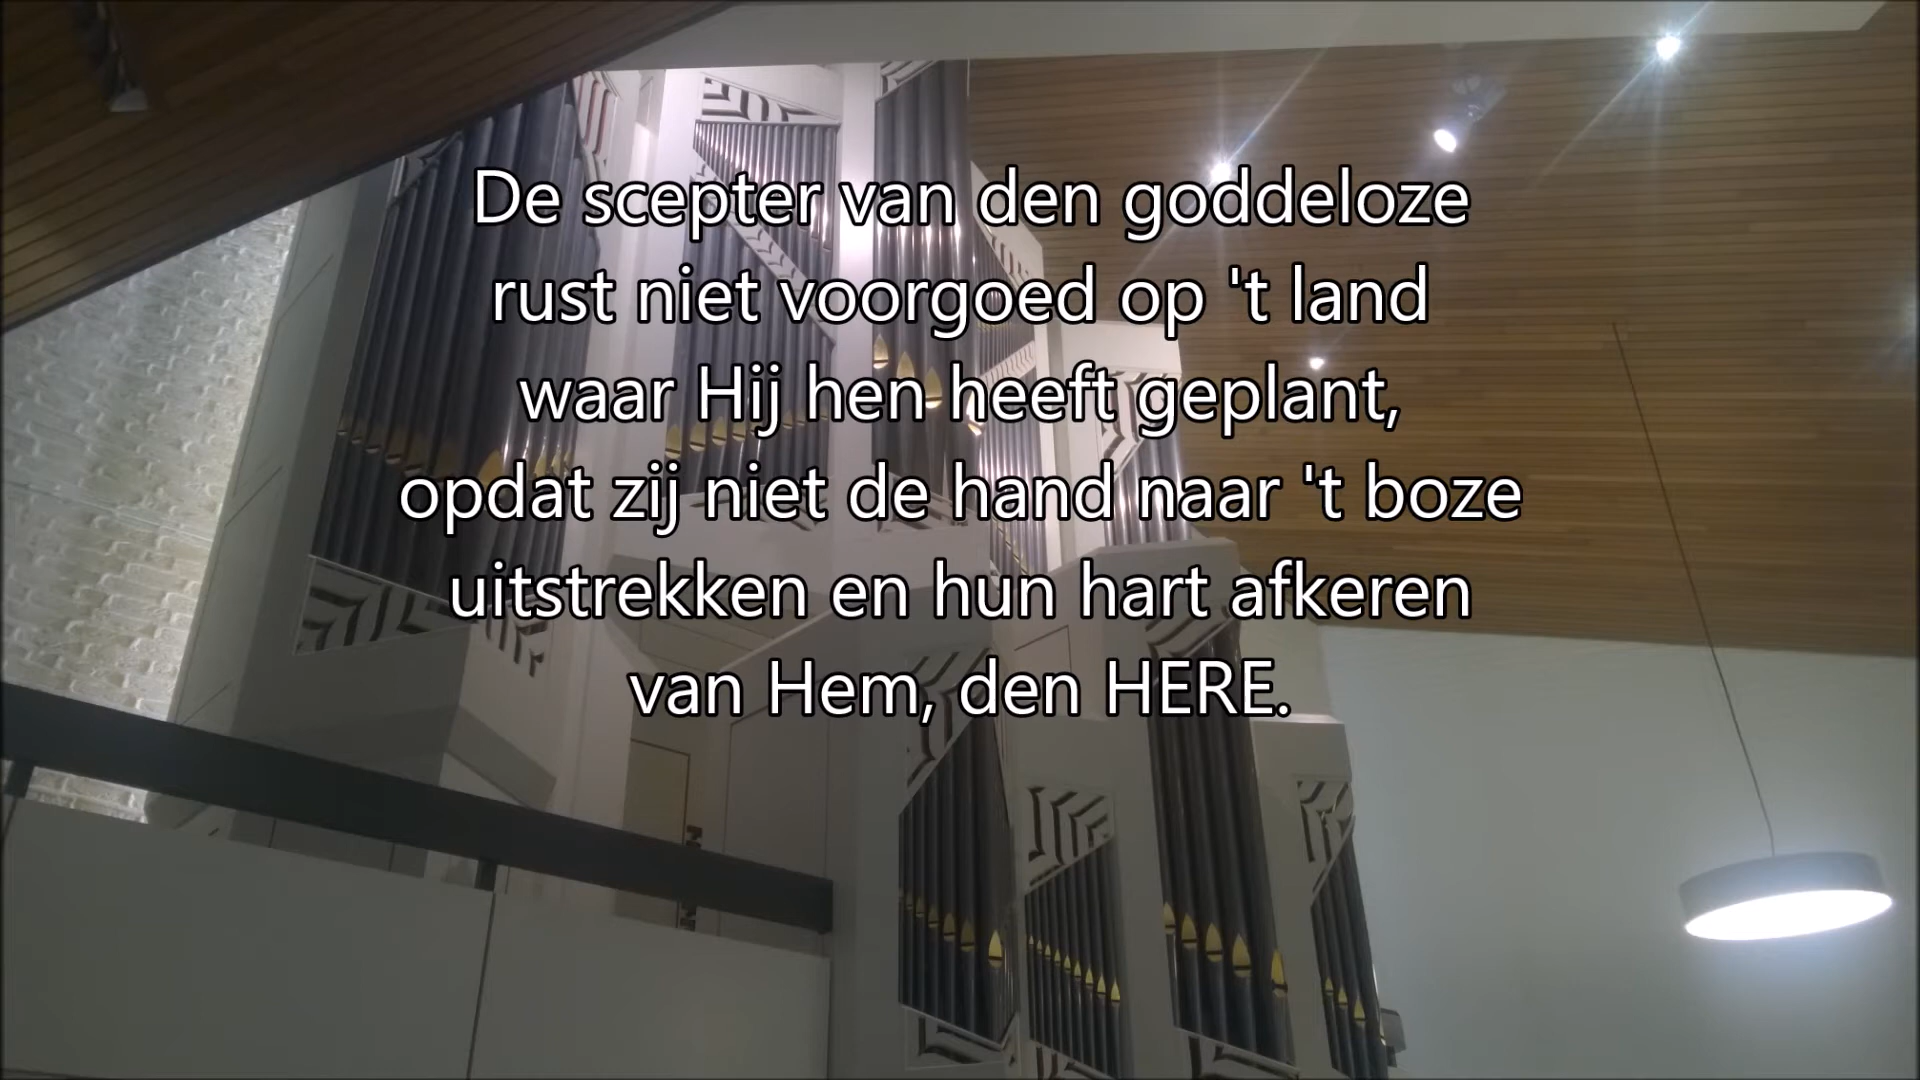 De scepter van den goddeloze
rust niet voorgoed op 't land
waar Hij hen heeft geplant,
opdat zij niet de hand naar 't boze
uitstrekken en hun hart afkeren
van Hem, den HERE.